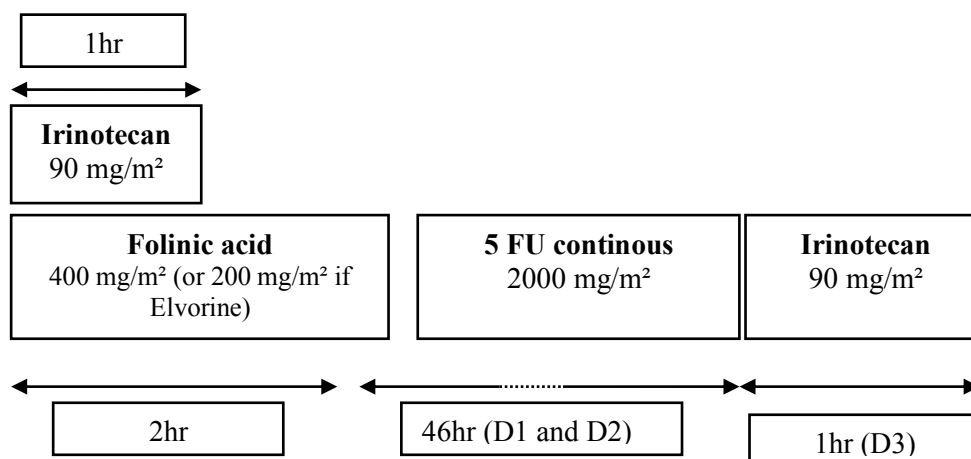 1hr
Irinotecan
90 mg/m²
Folinic acid
400 mg/m² (or 200 mg/m² if
Elvorine)
5 FU continous
2000 mg/m²
Irinotecan
90 mg/m²
2hr
46hr (D1 and D2)
1hr (D3)